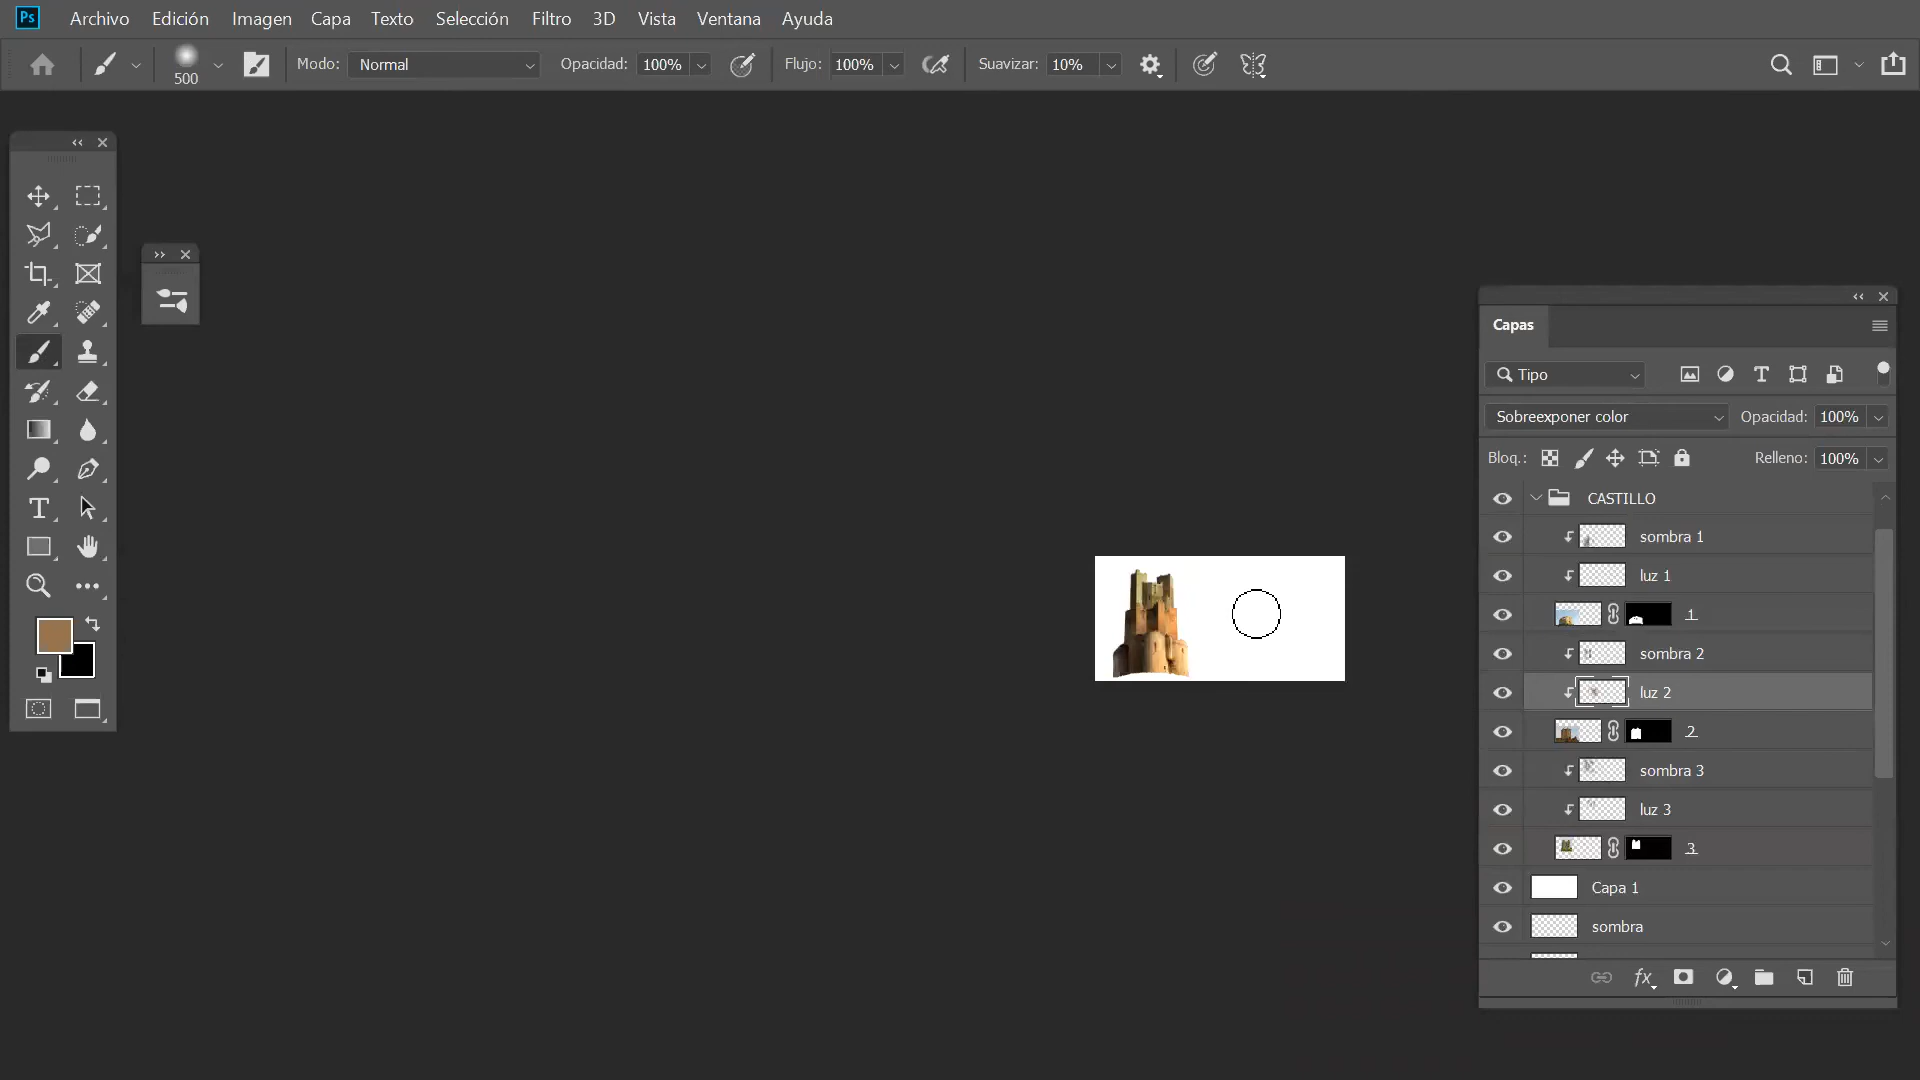 Ps Archivo Edición Imagen Capa Texto Selección Filtro 3D Vista Ventana Ayuda
500 Modo: Normal Opacidad: 100% Flujo: 100% Suavizar: 10%
Capas
Tipo
Sobreexponer color Opacidad: 100%
Bloq.: Relleno: 100%
CASTILLO
sombra 1
luz 1
1
sombra 2
luz 2
2
sombra 3
luz 3
3
Capa 1
sombra
fx